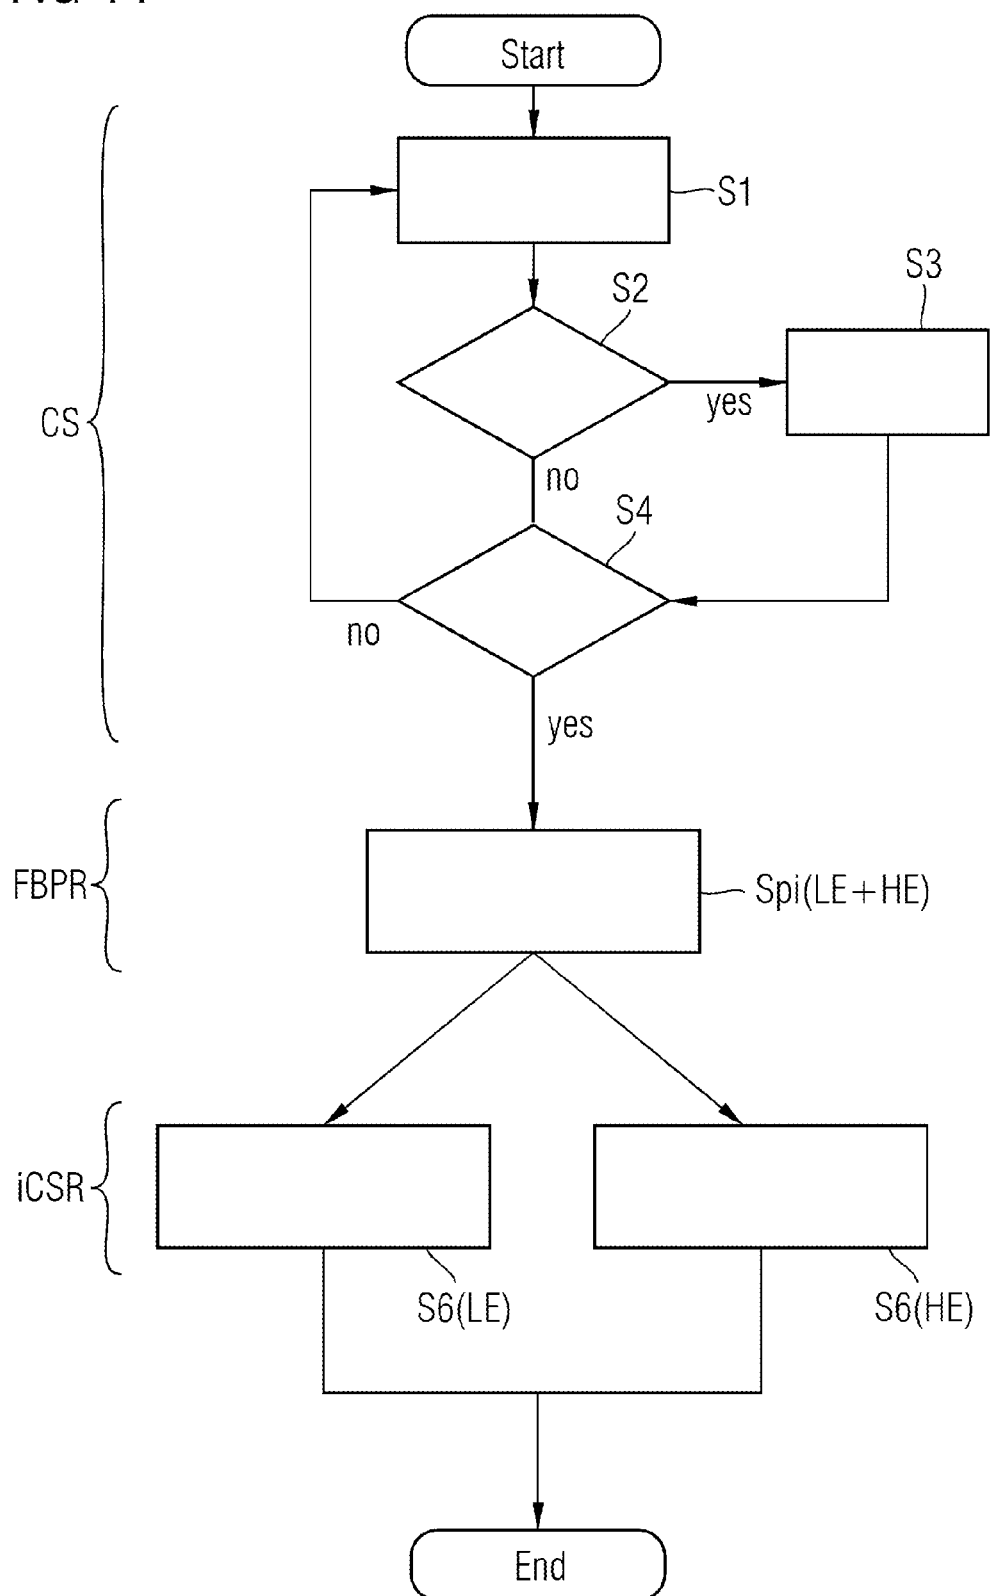 Start
S1
S2
S3
yes
CS
no
S4
no
yes
FBPR
Spi(LE+HE)
iCSR
S6(LE)
S6(HE)
End